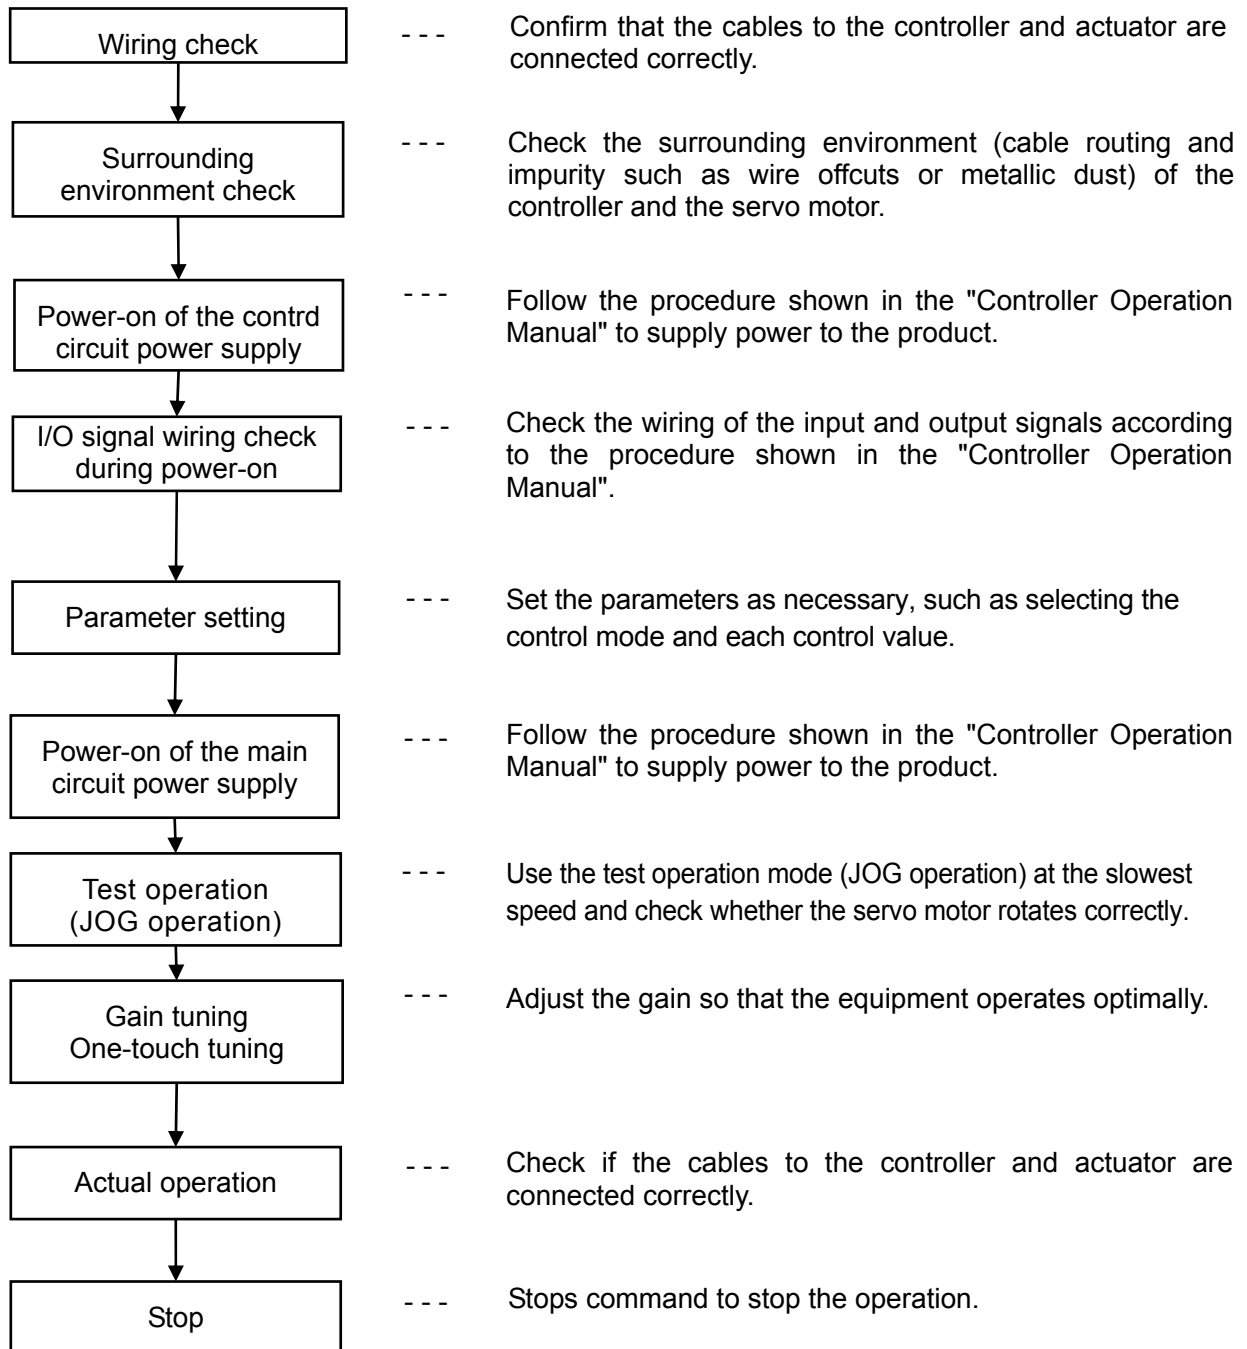 Wiring check
- - -
Confirm that the cables to the controller and actuator are
connected correctly.
Surrounding
environment check
- - -
Check the surrounding environment (cable routing and
impurity such as wire offcuts or metallic dust) of the
controller and the servo motor.
Power-on of the contrd
circuit power supply
- - -
Follow the procedure shown in the "Controller Operation
Manual" to supply power to the product.
I/O signal wiring check
during power-on
- - -
Check the wiring of the input and output signals according
to the procedure shown in the "Controller Operation
Manual".
Parameter setting
- - -
Set the parameters as necessary, such as selecting the
control mode and each control value.
Power-on of the main
circuit power supply
- - -
Follow the procedure shown in the "Controller Operation
Manual" to supply power to the product.
Test operation
(JOG operation)
- - -
Use the test operation mode (JOG operation) at the slowest
speed and check whether the servo motor rotates correctly.
Gain tuning
One-touch tuning
- - -
Adjust the gain so that the equipment operates optimally.
Actual operation
- - -
Check if the cables to the controller and actuator are
connected correctly.
Stop
- - -
Stops command to stop the operation.